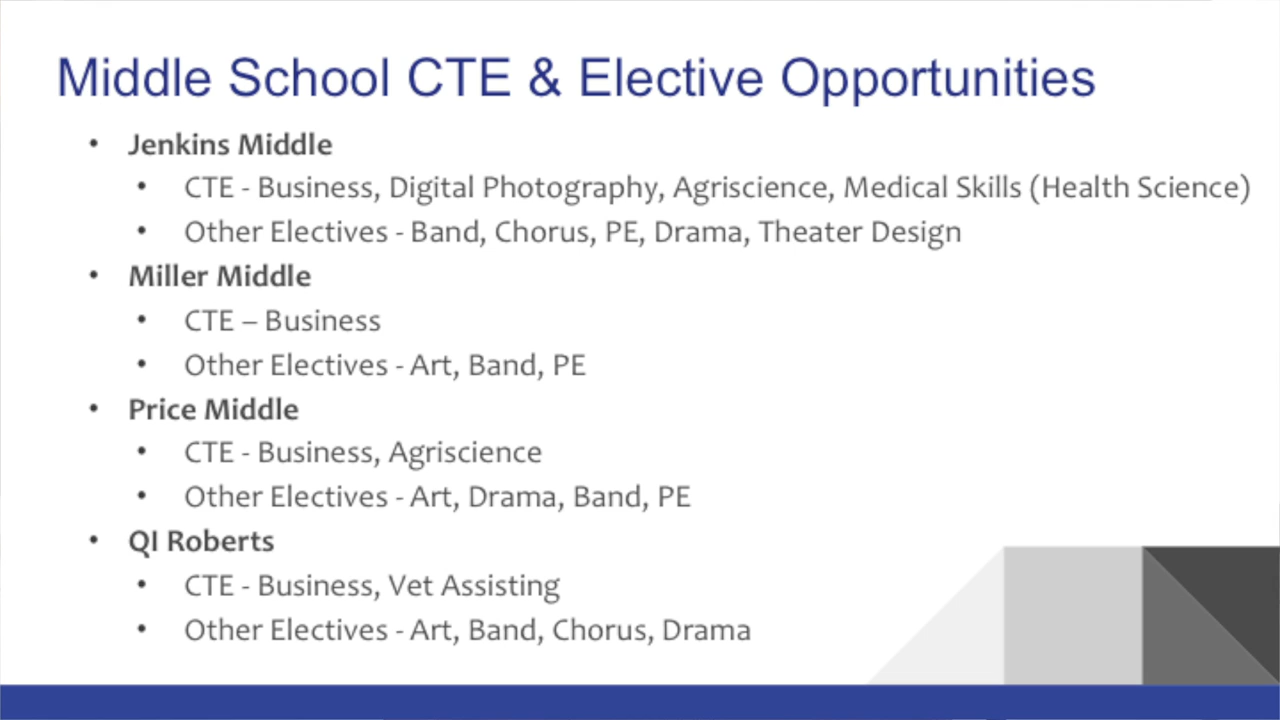 Middle School CTE & Elective Opportunities
• Jenkins Middle
• CTE - Business, Digital Photography, Agriscience, Medical Skills (Health Science)
• Other Electives - Band, Chorus, PE, Drama, Theater Design
• Miller Middle
• CTE – Business
• Other Electives - Art, Band, PE
• Price Middle
• CTE - Business, Agriscience
• Other Electives - Art, Drama, Band, PE
• QI Roberts
• CTE - Business, Vet Assisting
• Other Electives - Art, Band, Chorus, Drama